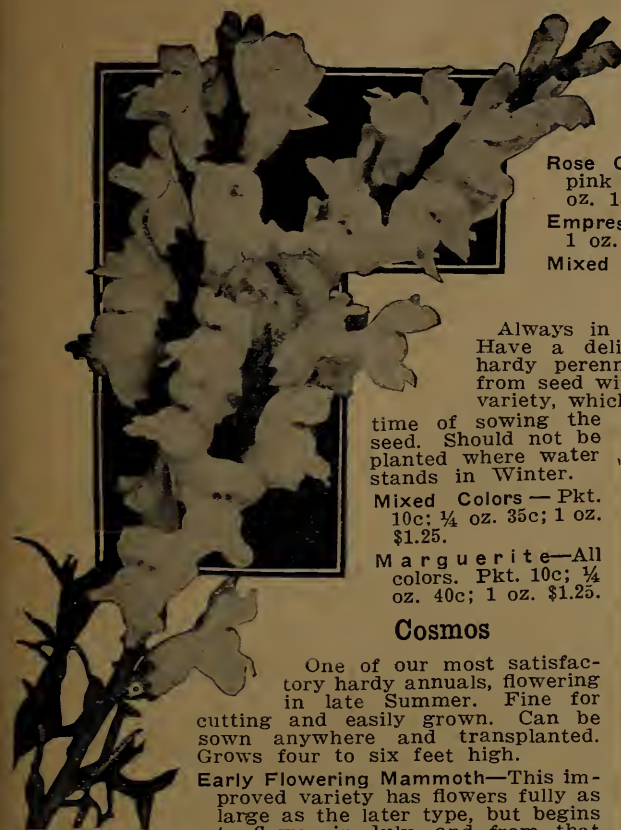 Rose
pink
oz. 1
Empres
1 oz.
Mixed
Always in
Have a deli
hardy perenn
from seed wi
variety, which
time of sowing the
seed. Should not be
planted where water
stands in Winter.
Mixed Colors — Pkt.
10c; ¼ oz. 35c; 1 oz.
$1.25.
Marguerite—All
colors. Pkt. 10c; ¼
oz. 40c; 1 oz. $1.25.
Cosmos
One of our most satisfac-
tory hardy annuals, flowering
in late Summer. Fine for
cutting and easily grown. Can be
sown anywhere and transplanted.
Grows four to six feet high.
Early Flowering Mammoth—This im-
proved variety has flowers fully as
large as the later type, but begins